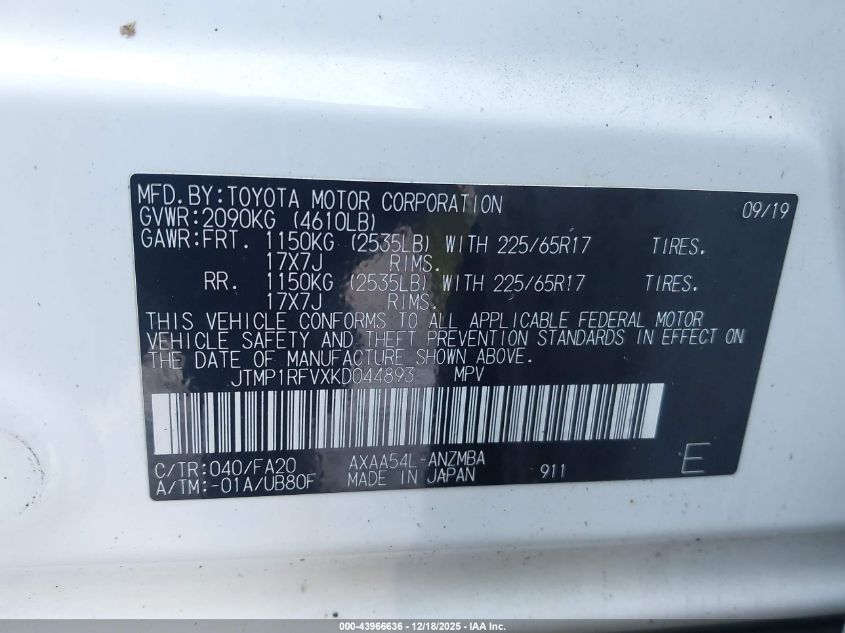 MFD.BY:TOYOTA MOTOR CORPORATION 09/19
GVWR:2090KG (4610LB)
GAWR:FRT. 1150KG (2535LB) WITH 225/65R17 TIRES.
17X7J RIMS.
RR. 1150KG (2535LB) WITH 225/65R17 TIRES.
17X7J RIMS.
THIS VEHICLE CONFORMS TO ALL APPLICABLE FEDERAL MOTOR
VEHICLE SAFETY AND THEFT PREVENTION STANDARDS IN EFFECT ON
THE DATE OF MANUFACTURE SHOWN ABOVE.
JTMP1RFVXKD044893 MPV
C/TR:040/FA20 AXAA54L-ANZMBA
A/TM:-01A/UB80F MADE IN JAPAN 911 E
000-43966636 - 12/18/2025 - IAA Inc.